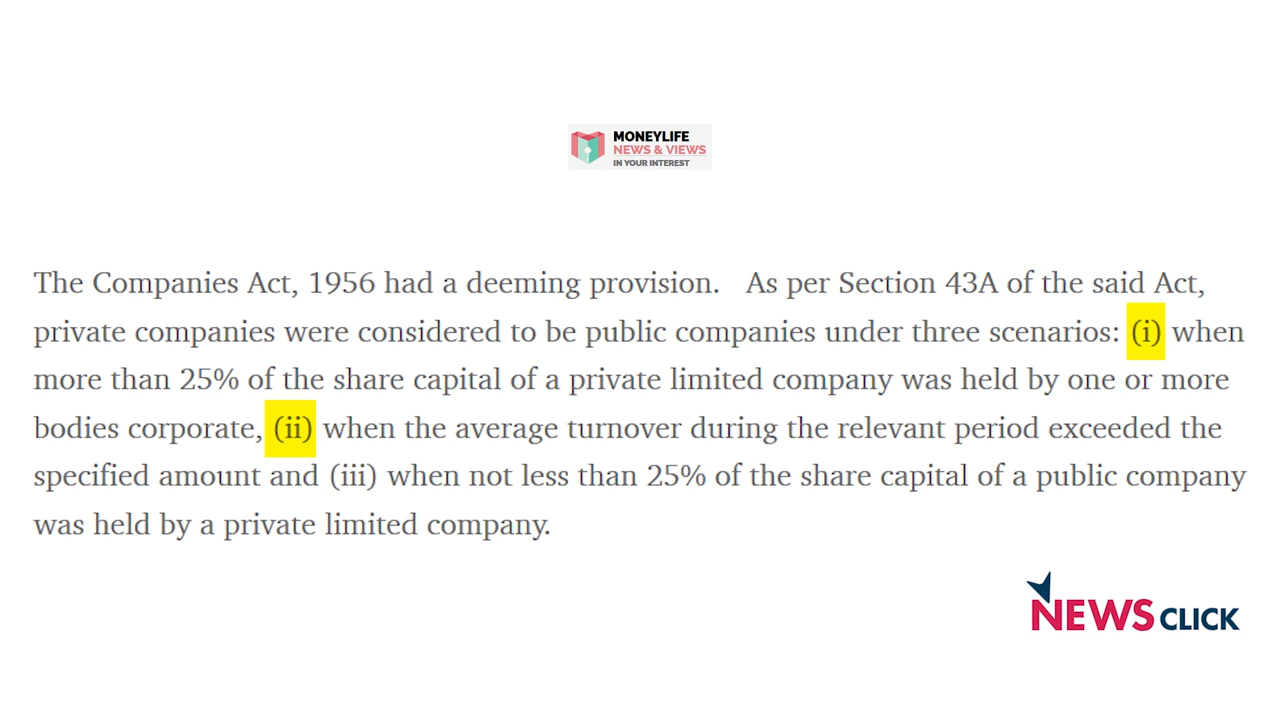 MONEYLIFE
NEWS & VIEWS
IN YOUR INTEREST
The Companies Act, 1956 had a deeming provision. As per Section 43A of the said Act,
private companies were considered to be public companies under three scenarios: (i) when
more than 25% of the share capital of a private limited company was held by one or more
bodies corporate, (ii) when the average turnover during the relevant period exceeded the
specified amount and (iii) when not less than 25% of the share capital of a public company
was held by a private limited company.
NEWS CLICK